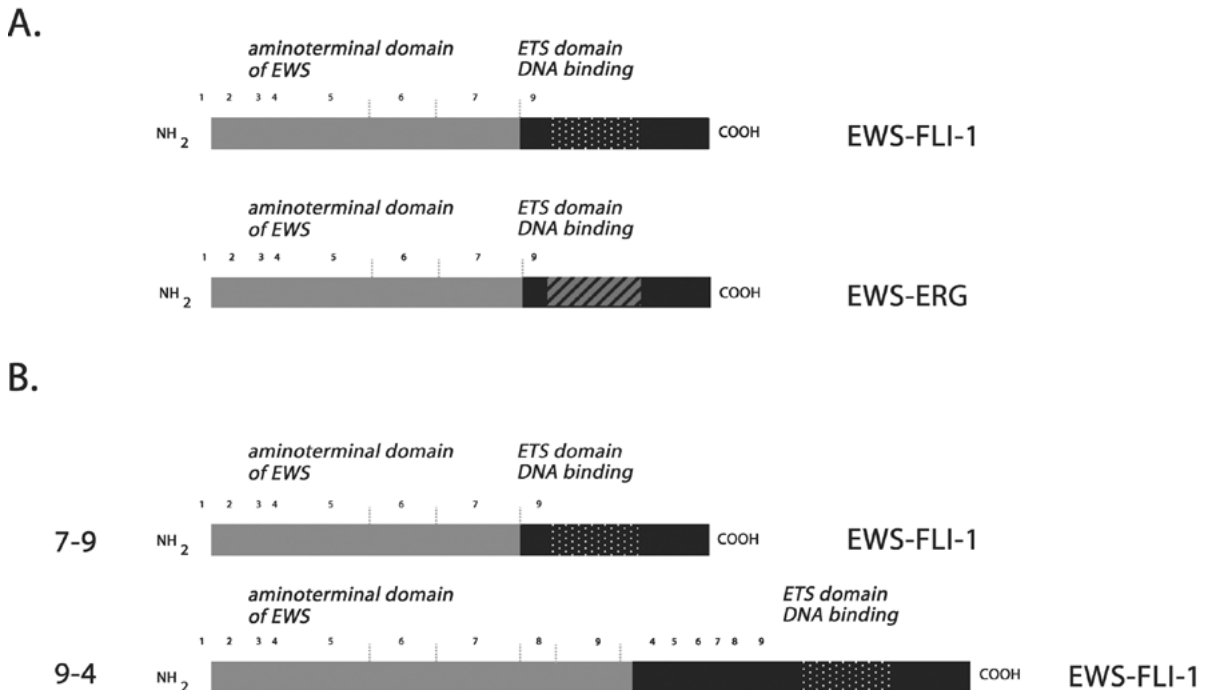 A.
aminoterminal domain
of EWS
ETS domain
DNA binding
1 2 3 4 5 6 7 9
NH2 COOH EWS-FLI-1
aminoterminal domain
of EWS
ETS domain
DNA binding
1 2 3 4 5 6 7 9
NH2 COOH EWS-ERG
B.
aminoterminal domain
of EWS
ETS domain
DNA binding
1 2 3 4 5 6 7 9
7-9 NH2 COOH EWS-FLI-1
aminoterminal domain
of EWS
ETS domain
DNA binding
1 2 3 4 5 6 7 8 9 4 5 6 7 8 9
9-4 NH2 COOH EWS-FLI-1